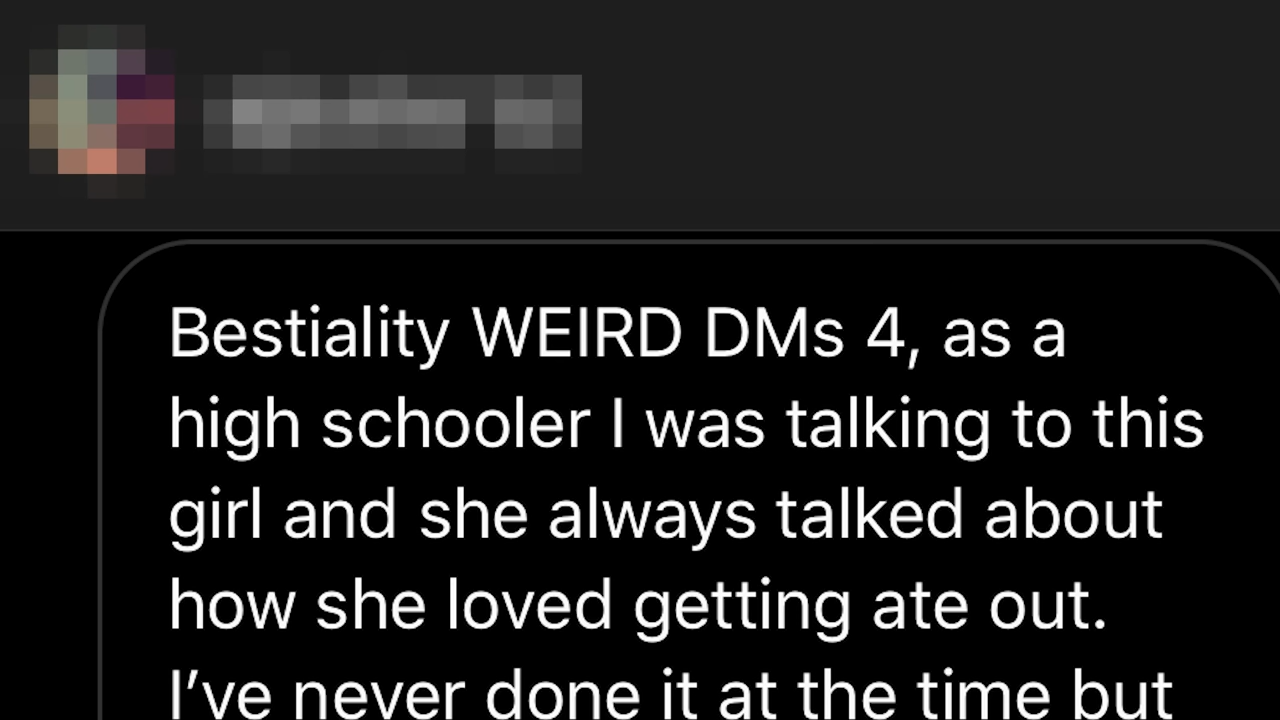 Bestiality WEIRD DMs 4, as a
high schooler I was talking to this
girl and she always talked about
how she loved getting ate out.
I’ve never done it at the time but